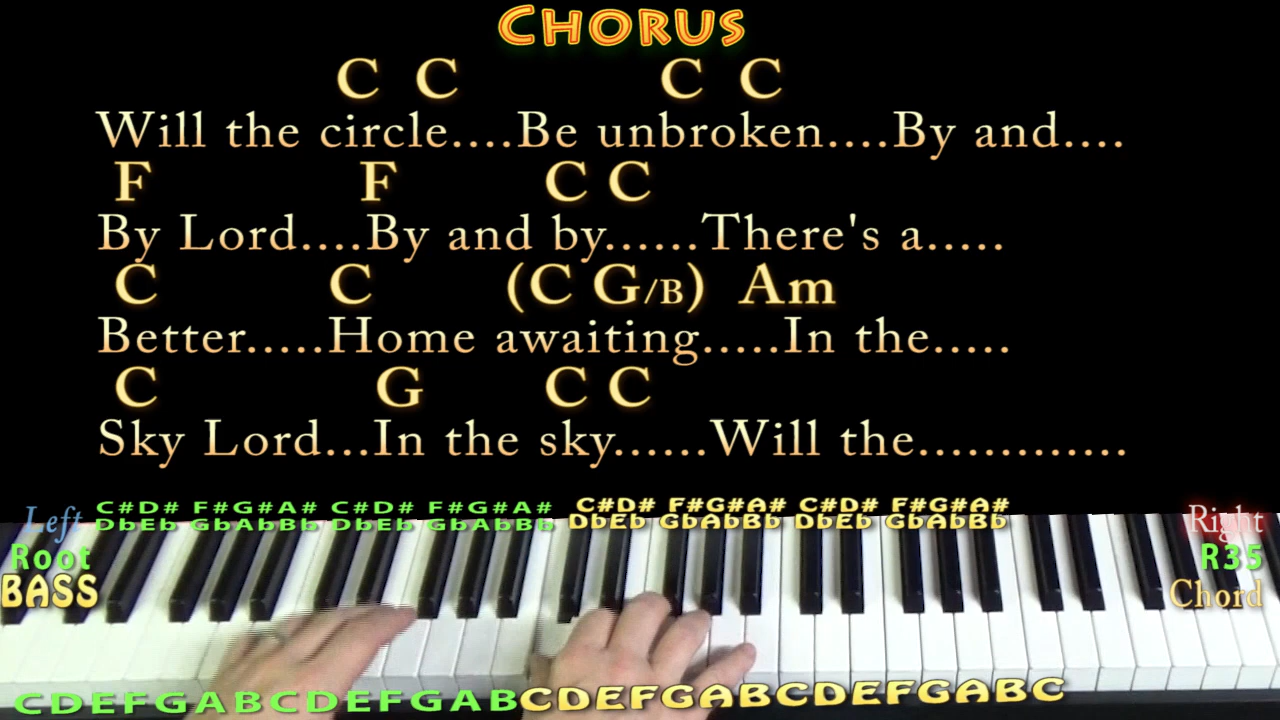 CHORUS
C C C C
Will the circle....Be unbroken....By and....
F F C C
By Lord....By and by......There's a.....
C C (C G/B) Am
Better.....Home awaiting.....In the.....
C G C C
Sky Lord...In the sky......Will the.............
Left C#D# F#G#A# C#D# F#G#A# C#D# F#G#A# C#D# F#G#A# Right
DbEb GbAbBb DbEb GbAbBb DbEb GbAbBb DbEb GbAbBb
Root R35
BASS Chord
CDEFGABCDEFGABCDEFGABCDEFGABC